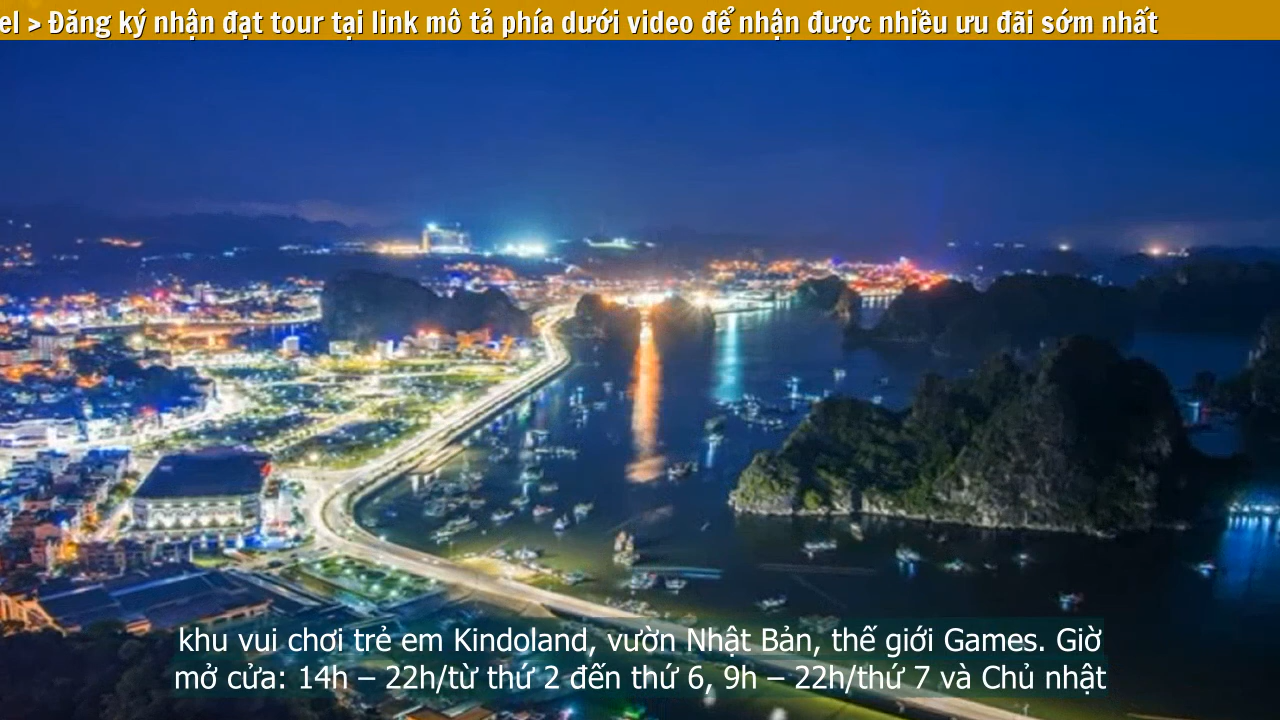 el > Đăng ký nhận đạt tour tại link mô tả phía dưới video để nhận được nhiều ưu đãi sớm nhất
khu vui chơi trẻ em Kindoland, vườn Nhật Bản, thế giới Games. Giờ
mở cửa: 14h – 22h/từ thứ 2 đến thứ 6, 9h – 22h/thứ 7 và Chủ nhật